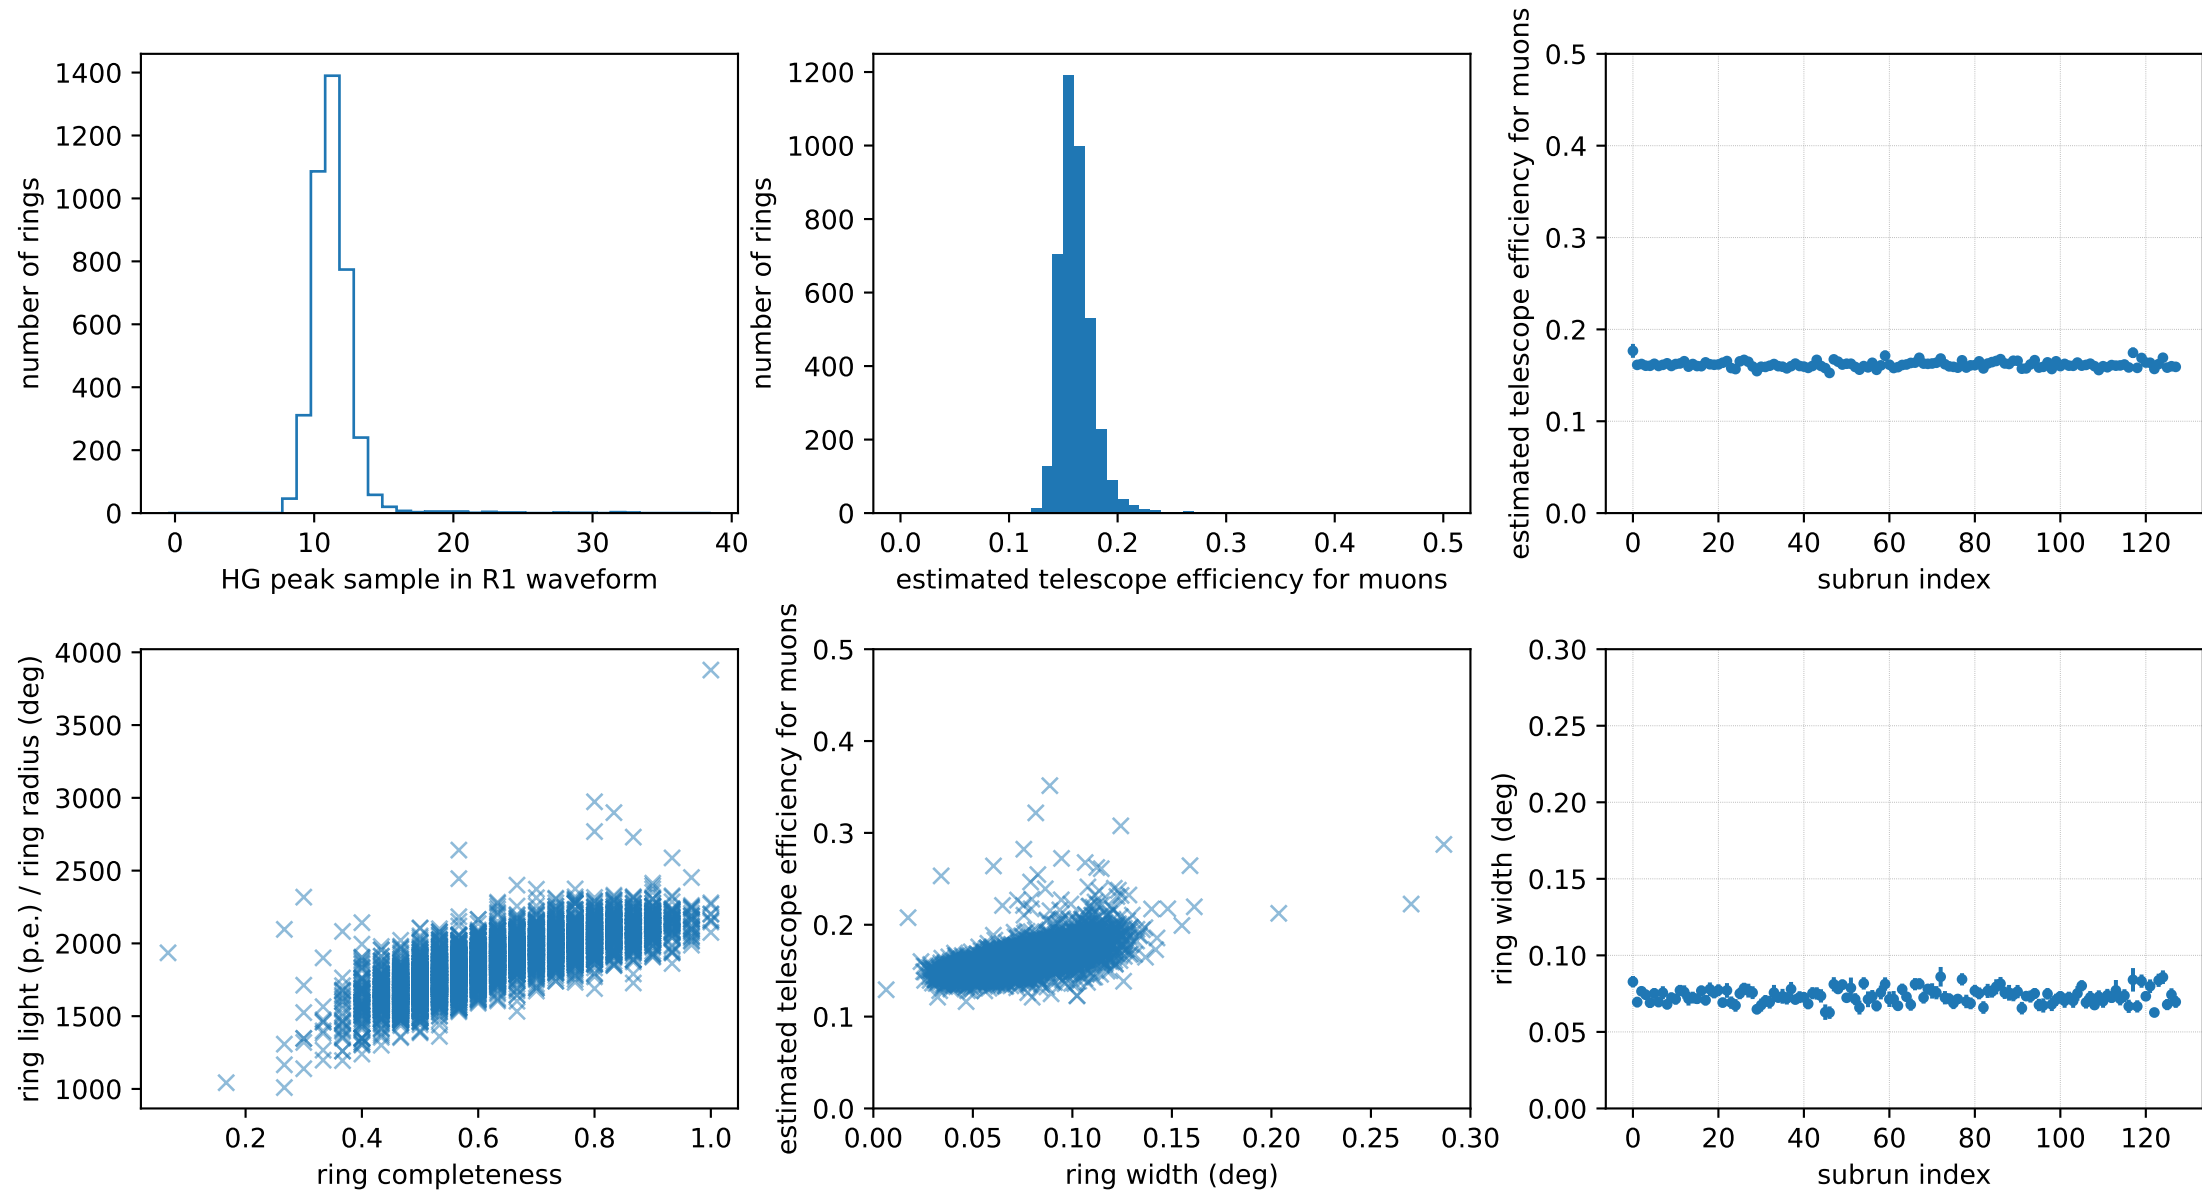 number of rings
1400
1200
1000
800
600
400
200
0
0 10 20 30 40
HG peak sample in R1 waveform
number of rings
1200
1000
800
600
400
200
0
0.0 0.1 0.2 0.3 0.4 0.5
estimated telescope efficiency for muons
estimated telescope efficiency for muons
0.5
0.4
0.3
0.2
0.1
0.0
0 20 40 60 80 100 120
subrun index
ring light (p.e.) / ring radius (deg)
4000
3500
3000
2500
2000
1500
1000
0.2 0.4 0.6 0.8 1.0
ring completeness
estimated telescope efficiency for muons
0.5
0.4
0.3
0.2
0.1
0.0
0.00 0.05 0.10 0.15 0.20 0.25 0.30
ring width (deg)
ring width (deg)
0.30
0.25
0.20
0.15
0.10
0.05
0.00
0 20 40 60 80 100 120
subrun index